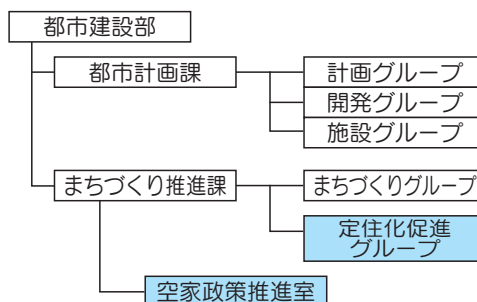 都市建設部
都市計画課
計画グループ
開発グループ
施設グループ
まちづくり推進課
まちづくりグループ
定住化促進
グループ
空家政策推進室